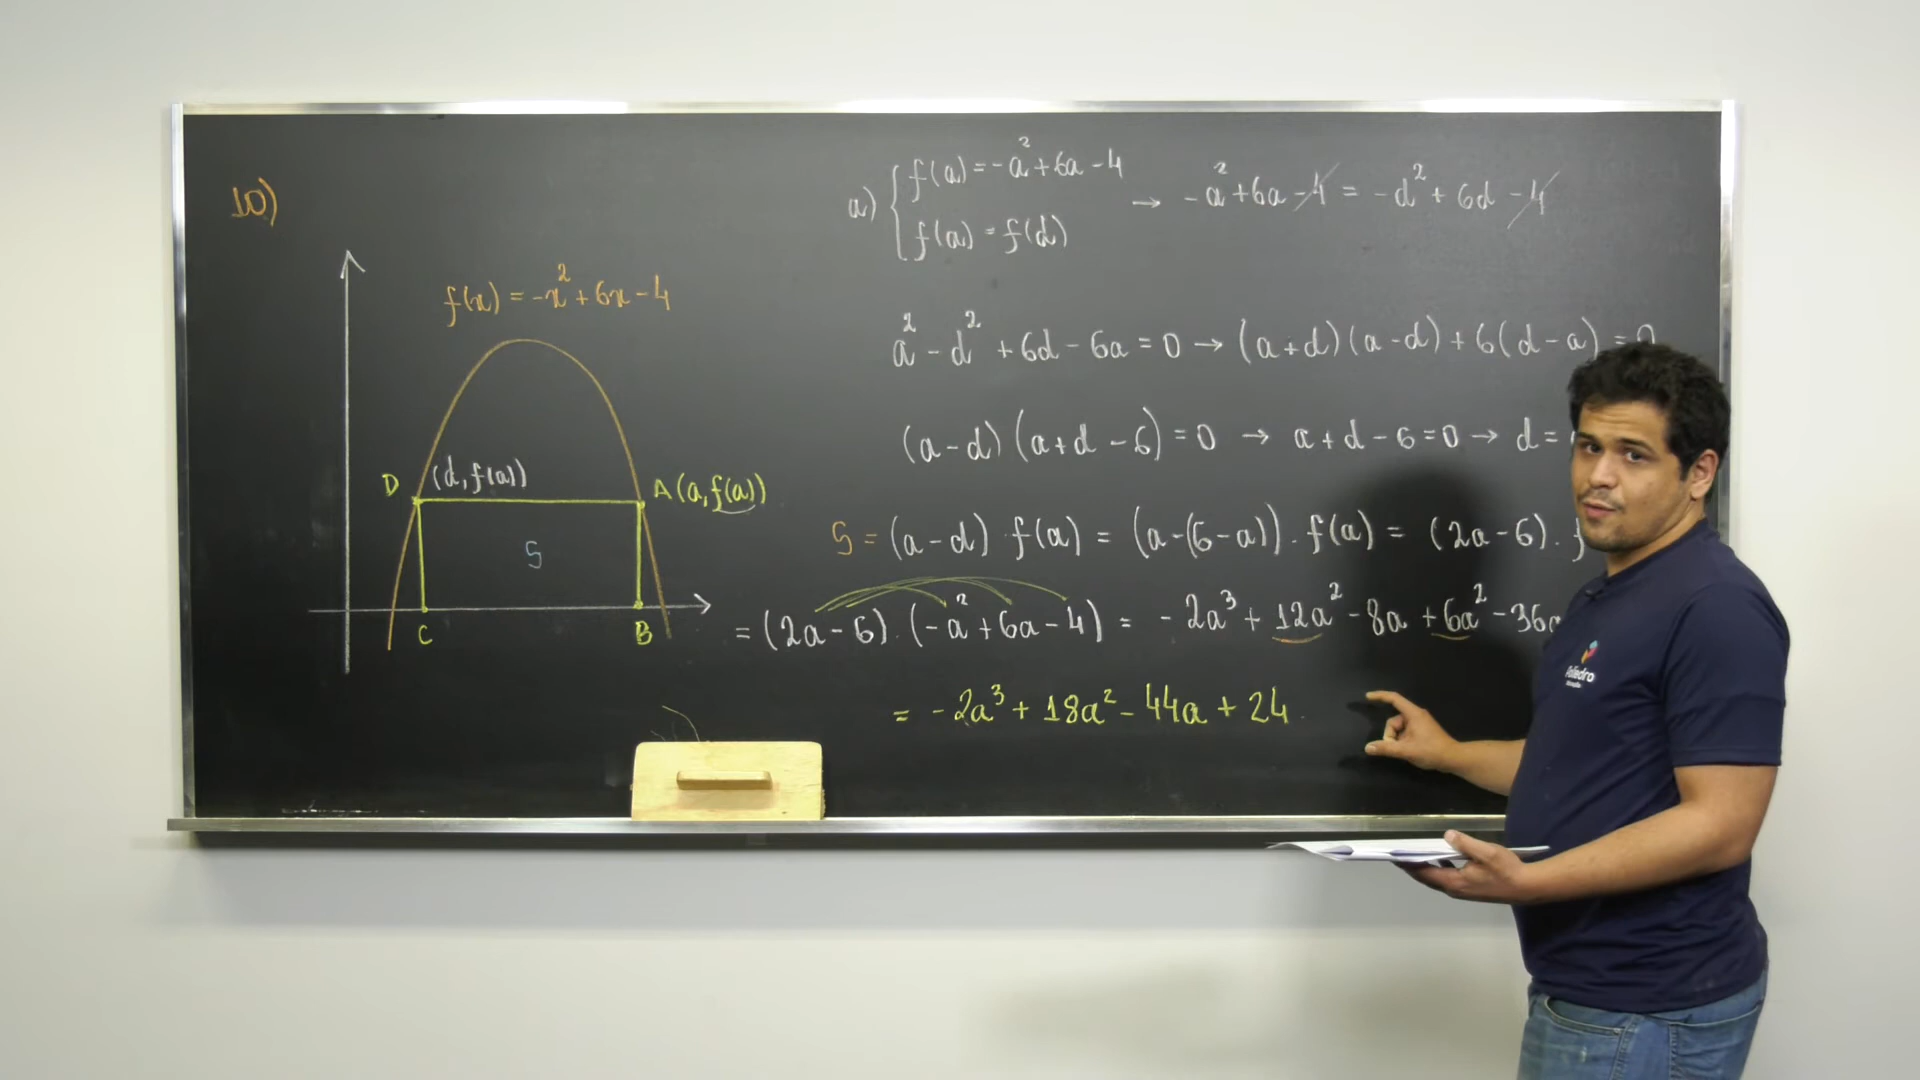 10)
f(x) = -x² + 6x - 4
D (d, f(a)) A (a, f(a))
S
C B
a) { f(a) = -a² + 6a - 4
f(a) = f(d)
→ -a² + 6a - 4 = -d² + 6d - 4
a² - d² + 6d - 6a = 0 → (a+d)(a-d) + 6(d-a) = 0
(a-d)(a+d-6) = 0 → a+d-6=0 → d=
S = (a-d) · f(a) = (a-(6-a)) · f(a) = (2a-6) · f
= (2a-6) · (-a²+6a-4) = -2a³ + 12a² - 8a + 6a² - 36a
= -2a³ + 18a² - 44a + 24
Poliedro